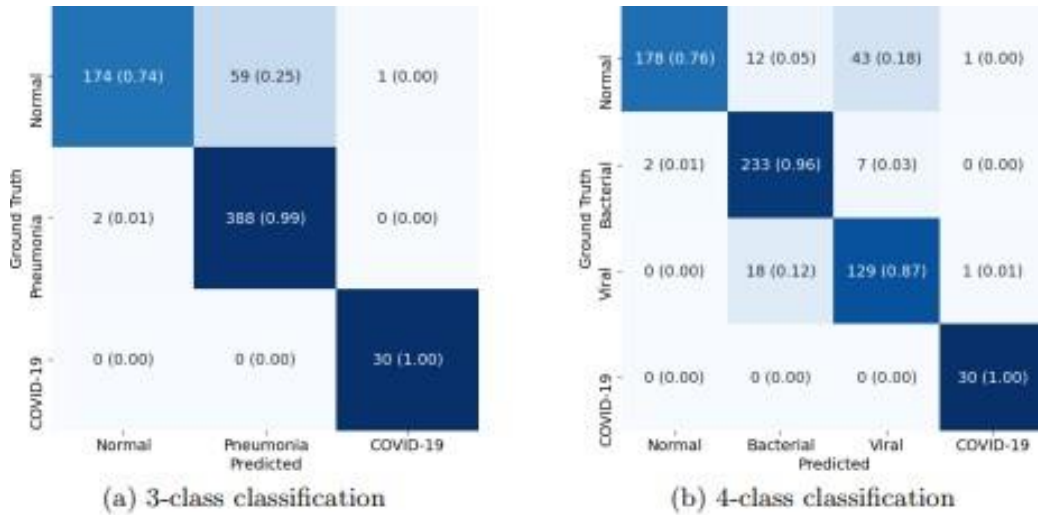 Ground Truth
Normal
174 (0.74) 59 (0.25) 1 (0.00)
Pneumonia
2 (0.01) 388 (0.99) 0 (0.00)
COVID-19
0 (0.00) 0 (0.00) 30 (1.00)
Normal Pneumonia COVID-19
Predicted
(a) 3-class classification
Ground Truth
Normal
178 (0.76) 12 (0.05) 43 (0.18) 1 (0.00)
Bacterial
2 (0.01) 233 (0.96) 7 (0.03) 0 (0.00)
Viral
0 (0.00) 18 (0.12) 129 (0.87) 1 (0.01)
COVID-19
0 (0.00) 0 (0.00) 0 (0.00) 30 (1.00)
Normal Bacterial Viral COVID-19
Predicted
(b) 4-class classification